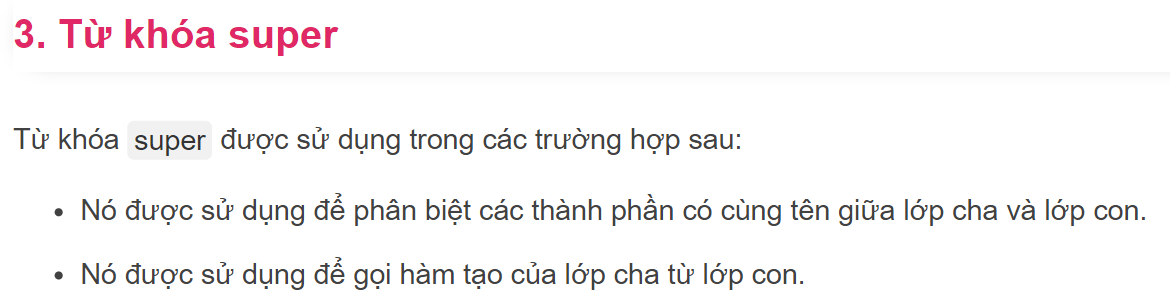 3. Từ khóa super
Từ khóa super được sử dụng trong các trường hợp sau:
• Nó được sử dụng để phân biệt các thành phần có cùng tên giữa lớp cha và lớp con.
• Nó được sử dụng để gọi hàm tạo của lớp cha từ lớp con.